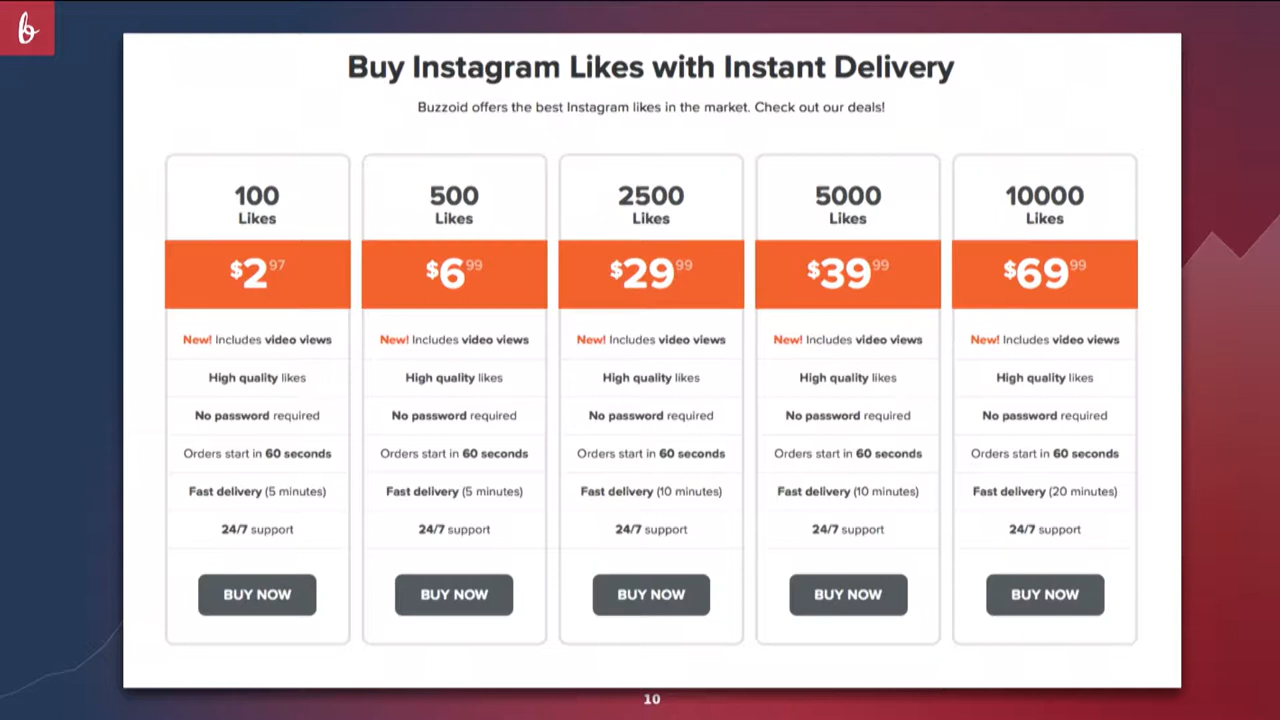 b
Buy Instagram Likes with Instant Delivery
Buzzoid offers the best Instagram likes in the market. Check out our deals!
100
Likes
$2 97
New! Includes video views
High quality likes
No password required
Orders start in 60 seconds
Fast delivery (5 minutes)
24/7 support
BUY NOW
500
Likes
$6 99
New! Includes video views
High quality likes
No password required
Orders start in 60 seconds
Fast delivery (5 minutes)
24/7 support
BUY NOW
2500
Likes
$29 99
New! Includes video views
High quality likes
No password required
Orders start in 60 seconds
Fast delivery (10 minutes)
24/7 support
BUY NOW
5000
Likes
$39 99
New! Includes video views
High quality likes
No password required
Orders start in 60 seconds
Fast delivery (10 minutes)
24/7 support
BUY NOW
10000
Likes
$69 99
New! Includes video views
High quality likes
No password required
Orders start in 60 seconds
Fast delivery (20 minutes)
24/7 support
BUY NOW
10